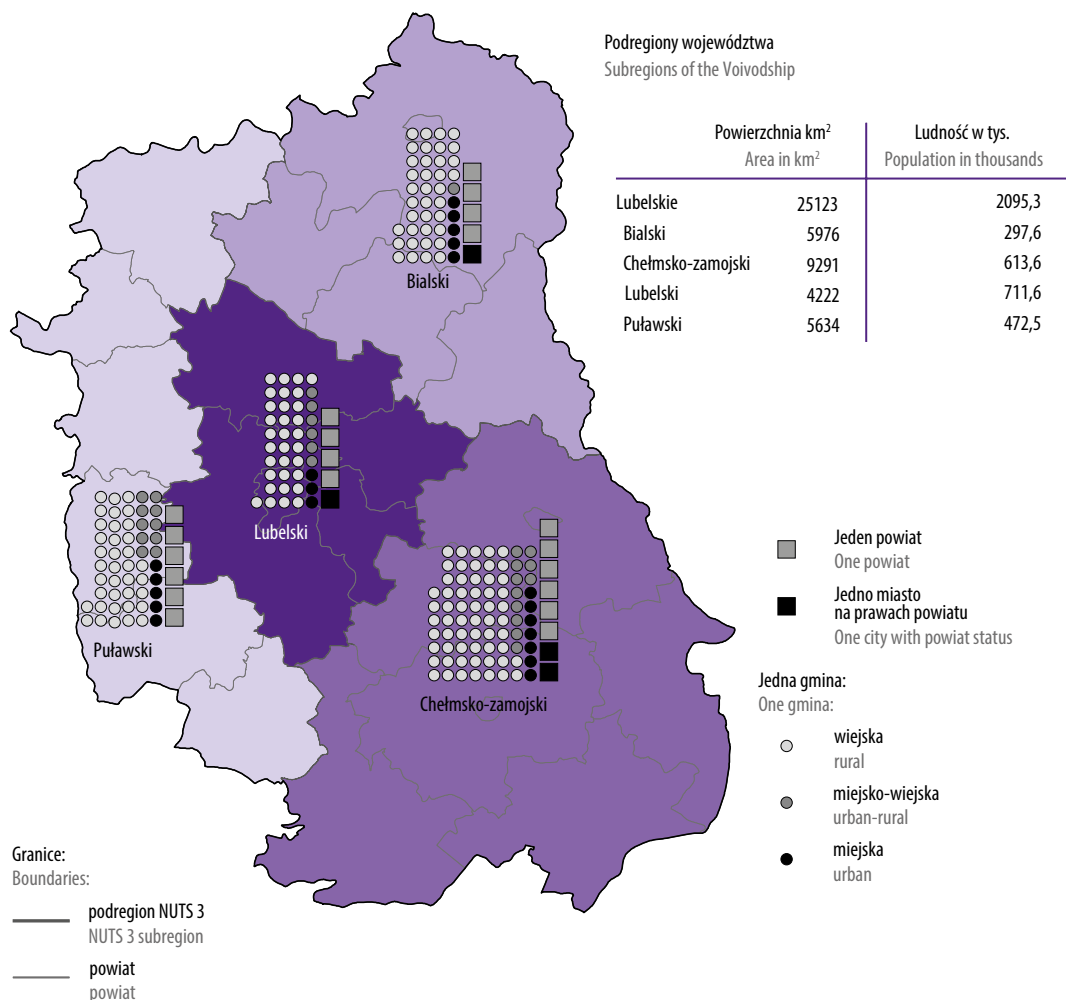 Podregiony województwa
Subregions of the Voivodship
Powierzchnia km² Ludność w tys.
Area in km² Population in thousands
Lubelskie 25123 2095,3
Bialski 5976 297,6
Chełmsko-zamojski 9291 613,6
Lubelski 4222 711,6
Puławski 5634 472,5
Bialski
Lubelski
Puławski
Chełmsko-zamojski
Jeden powiat
One powiat
Jedno miasto
na prawach powiatu
One city with powiat status
Jedna gmina:
One gmina:
wiejska
rural
miejsko-wiejska
urban-rural
miejska
urban
Granice:
Boundaries:
podregion NUTS 3
NUTS 3 subregion
powiat
powiat